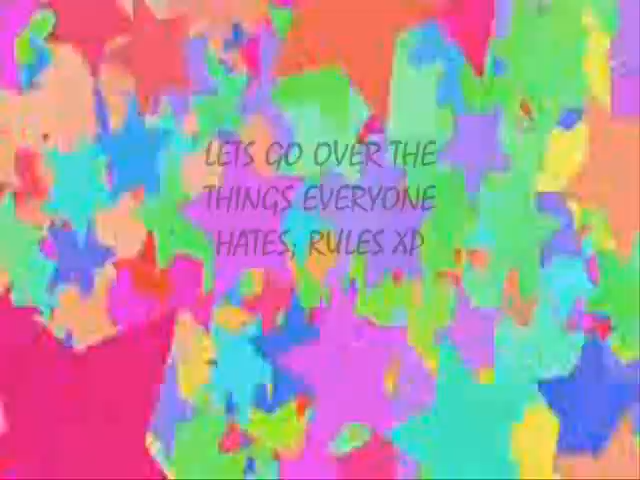 LETS GO OVER THE
THINGS EVERYONE
HATES; RULES XP